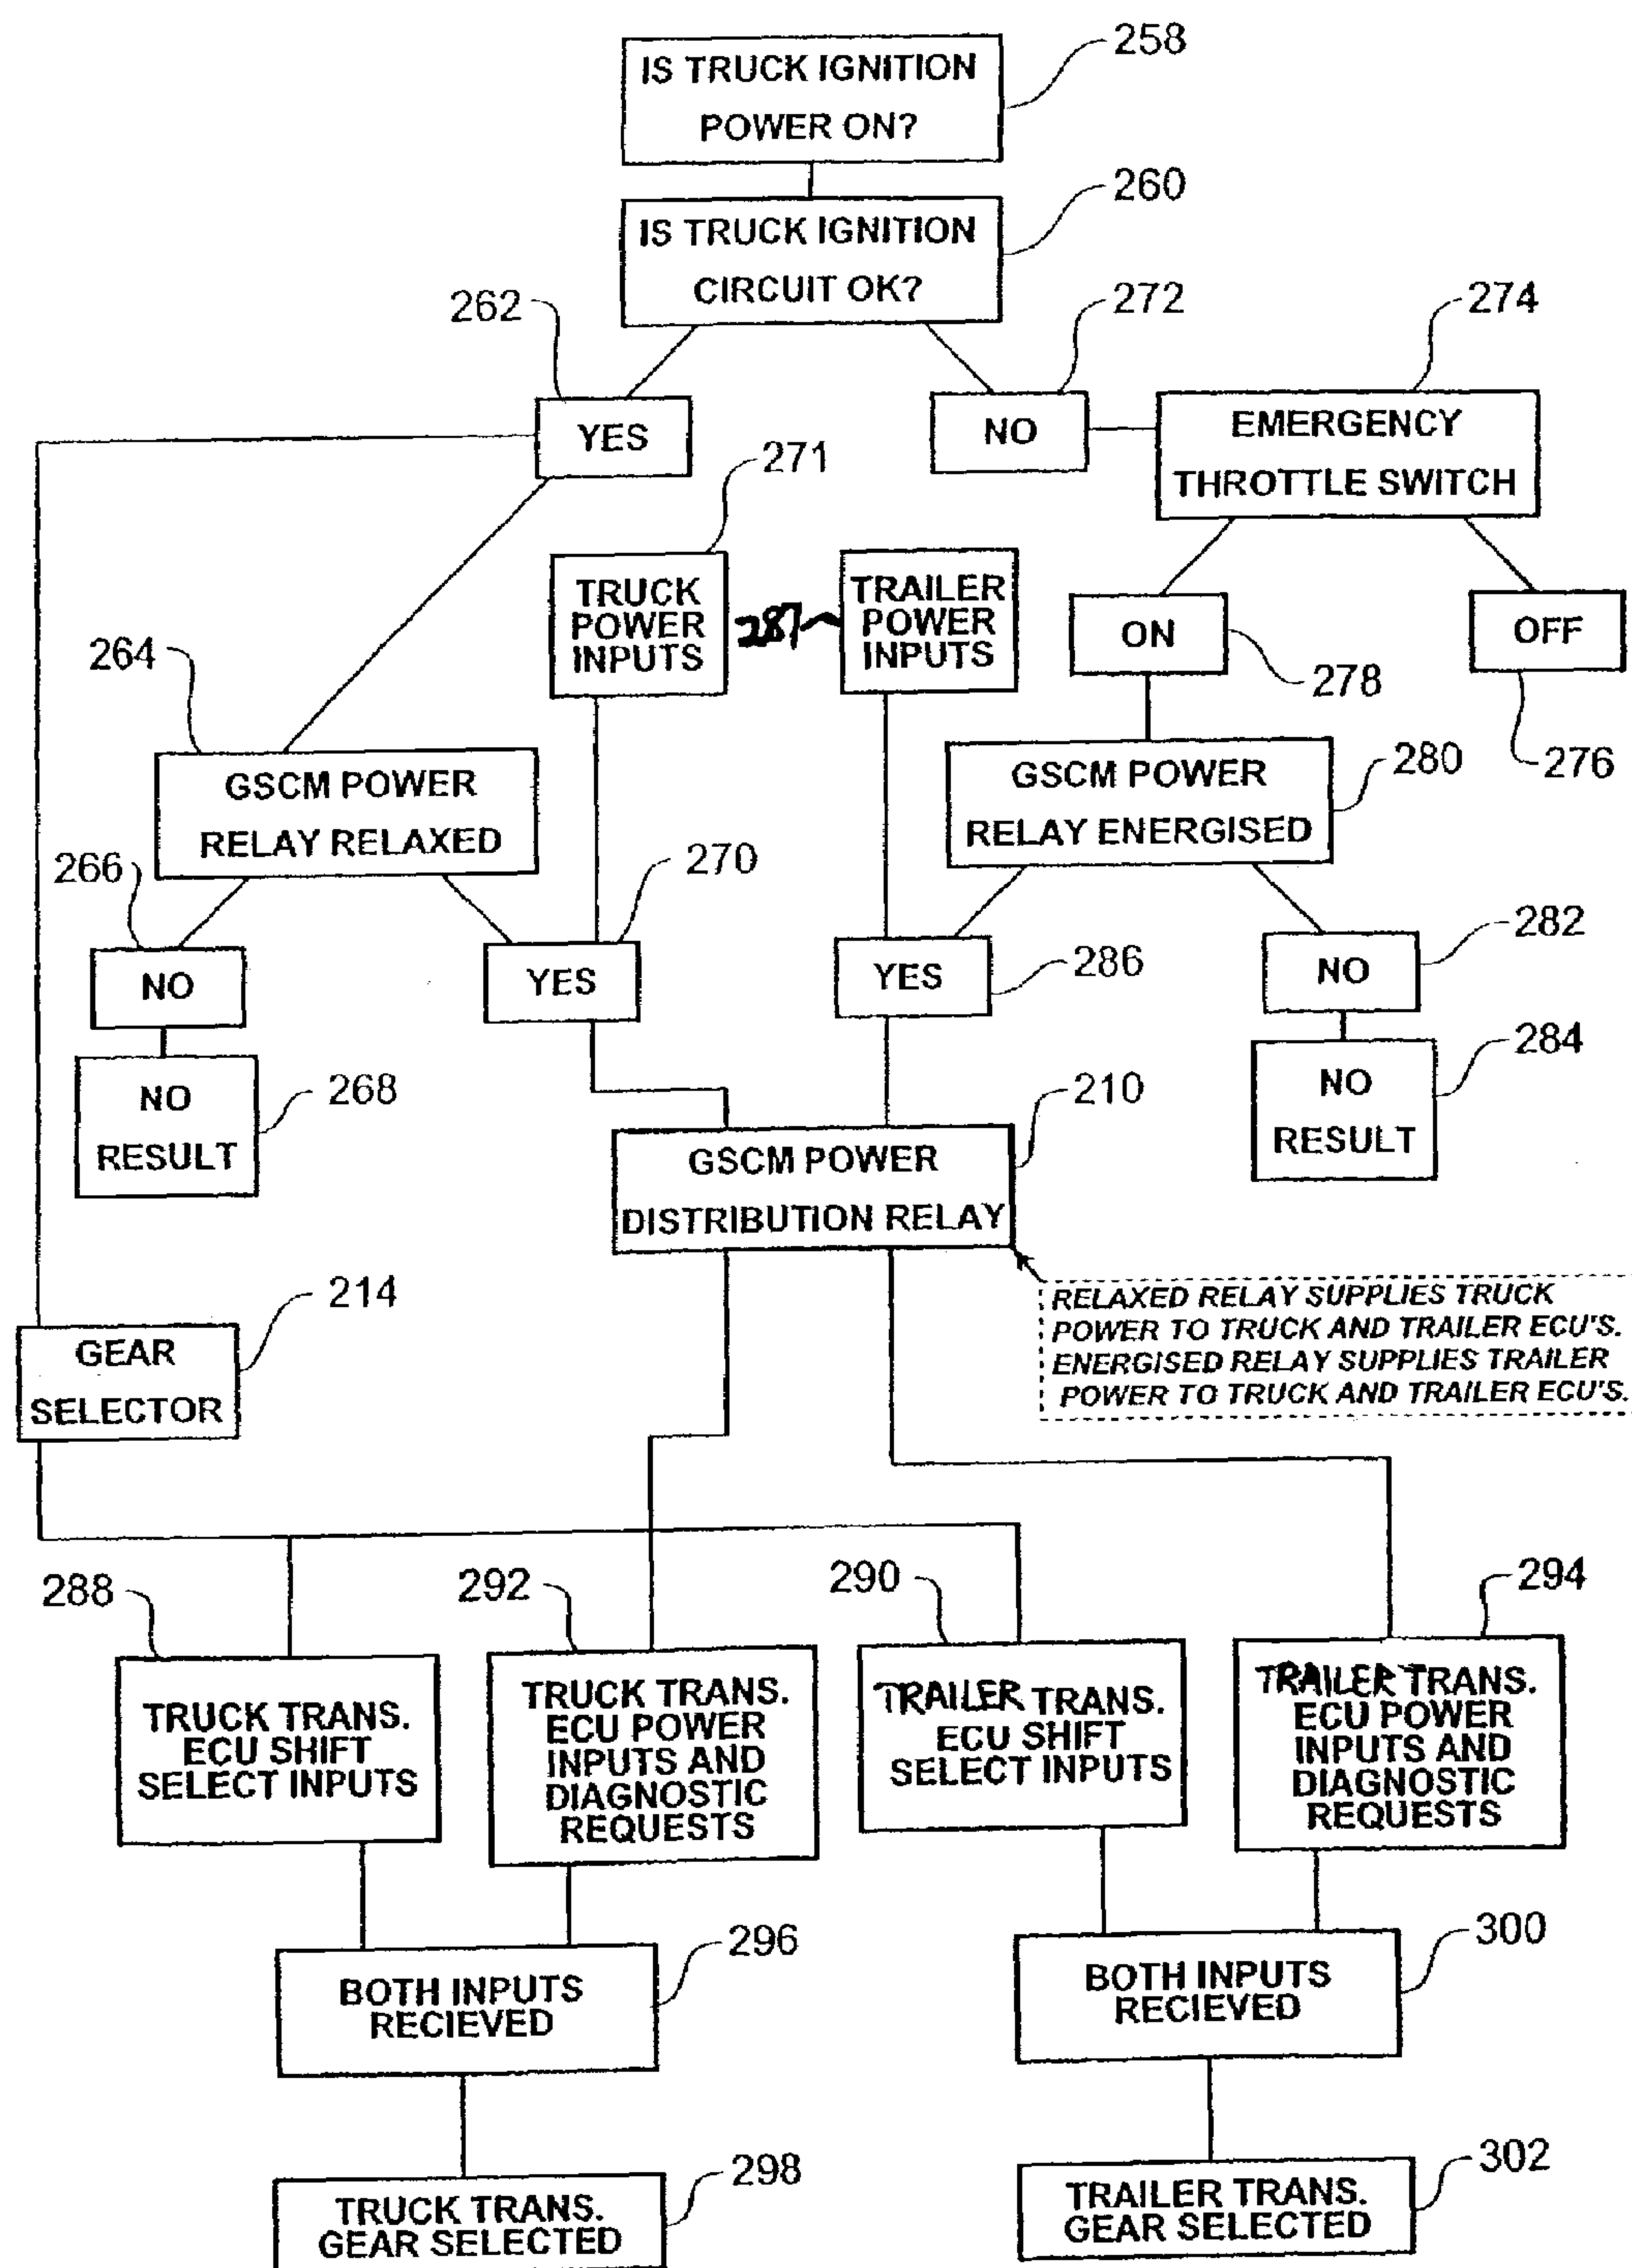 258
IS TRUCK IGNITION
POWER ON?
260
IS TRUCK IGNITION
CIRCUIT OK?
262
272
274
YES
NO
EMERGENCY
THROTTLE SWITCH
271
TRUCK
POWER
INPUTS
287
TRAILER
POWER
INPUTS
ON
OFF
278
276
264
GSCM POWER
RELAY RELAXED
GSCM POWER
RELAY ENERGISED
280
266
270
282
NO
YES
YES
286
NO
NO
RESULT
268
210
NO
RESULT
284
GSCM POWER
DISTRIBUTION RELAY
214
GEAR
SELECTOR
RELAXED RELAY SUPPLIES TRUCK
POWER TO TRUCK AND TRAILER ECU'S.
ENERGISED RELAY SUPPLIES TRAILER
POWER TO TRUCK AND TRAILER ECU'S.
288
292
290
294
TRUCK TRANS.
ECU SHIFT
SELECT INPUTS
TRUCK TRANS.
ECU POWER
INPUTS AND
DIAGNOSTIC
REQUESTS
TRAILER TRANS.
ECU SHIFT
SELECT INPUTS
TRAILER TRANS.
ECU POWER
INPUTS AND
DIAGNOSTIC
REQUESTS
296
BOTH INPUTS
RECIEVED
300
BOTH INPUTS
RECIEVED
298
TRUCK TRANS.
GEAR SELECTED
302
TRAILER TRANS.
GEAR SELECTED